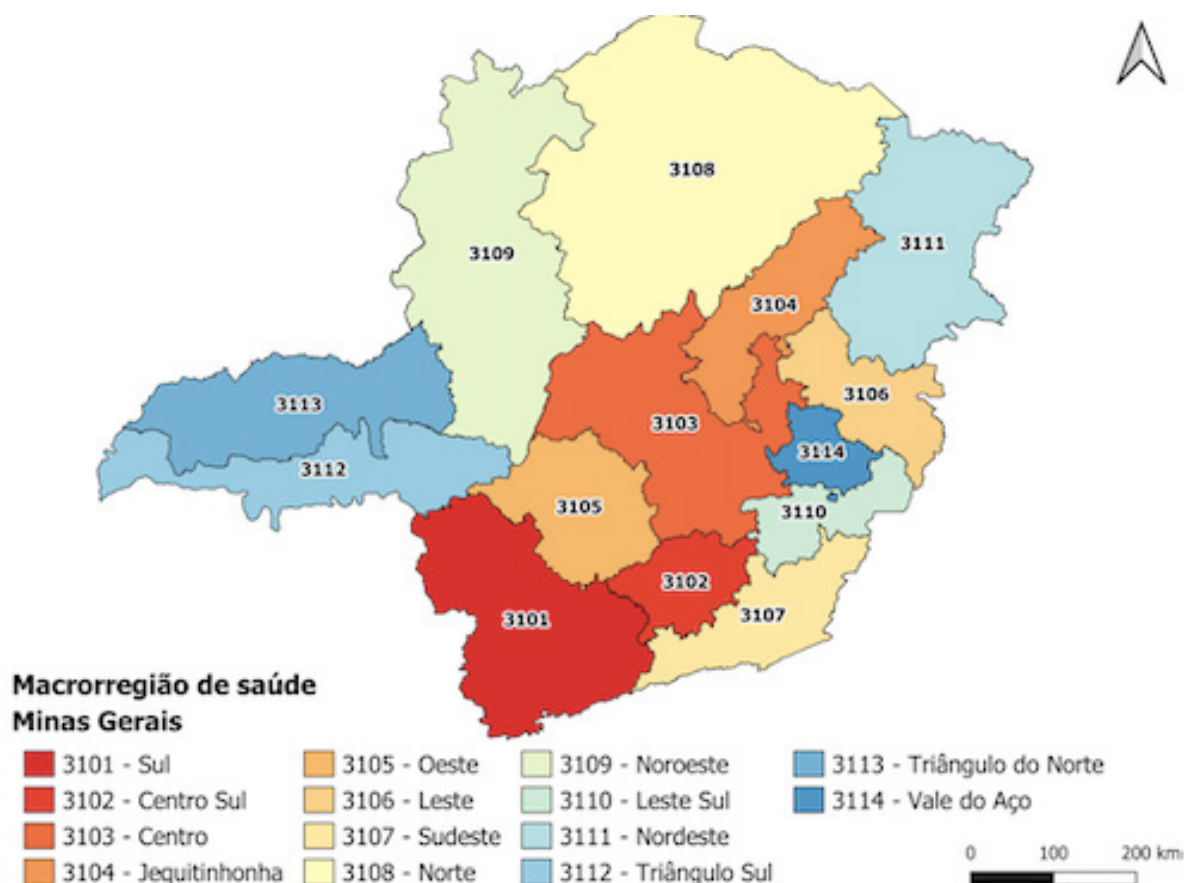 3108
3111
3109
3104
3113
3106
3103
3114
3112
3105
3110
3102
3107
3101
Macrorregião de saúde
Minas Gerais
3101 - Sul
3102 - Centro Sul
3103 - Centro
3104 - Jequitinhonha
3105 - Oeste
3106 - Leste
3107 - Sudeste
3108 - Norte
3109 - Noroeste
3110 - Leste Sul
3111 - Nordeste
3112 - Triângulo Sul
3113 - Triângulo do Norte
3114 - Vale do Aço
0 100 200 km